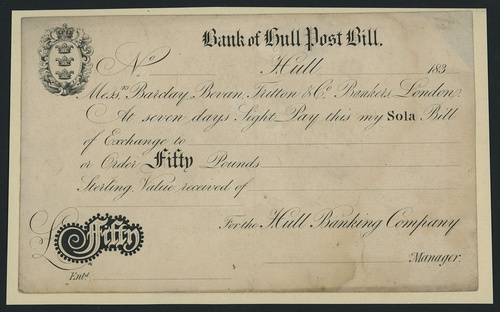 Bank of Hull Post Bill.
No. Hull 183
Mess.rs Barclay, Bevan, Tritton & Co. Bankers, London.
At seven days Sight Pay this my Sola Bill
of Exchange to
or Order Fifty Pounds
Sterling Value received of
For the Hull Banking Company
£ Fifty
Manager.
Entd.